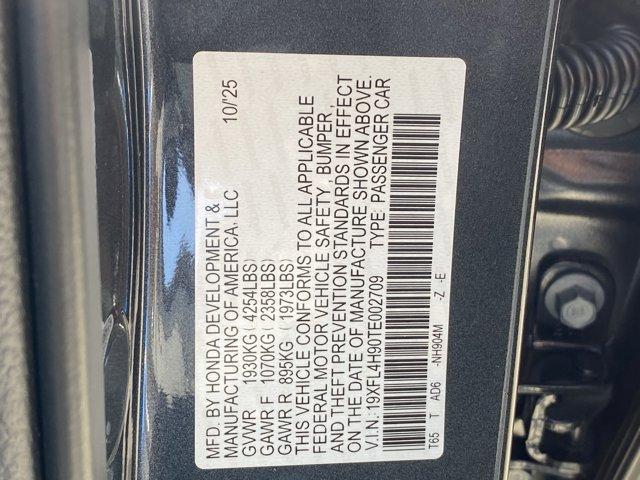 MFD. BY HONDA DEVELOPMENT &
MANUFACTURING OF AMERICA, LLC 10/'25
GVWR 1930KG (4254LBS)
GAWR F 1070KG (2358LBS)
GAWR R 895KG (1973LBS)
THIS VEHICLE CONFORMS TO ALL APPLICABLE
FEDERAL MOTOR VEHICLE SAFETY, BUMPER,
AND THEFT PREVENTION STANDARDS IN EFFECT
ON THE DATE OF MANUFACTURE SHOWN ABOVE.
V.I.N.: 19XFL4H90TE002709 TYPE: PASSENGER CAR
T65 T AD6 -NH904M -Z -E